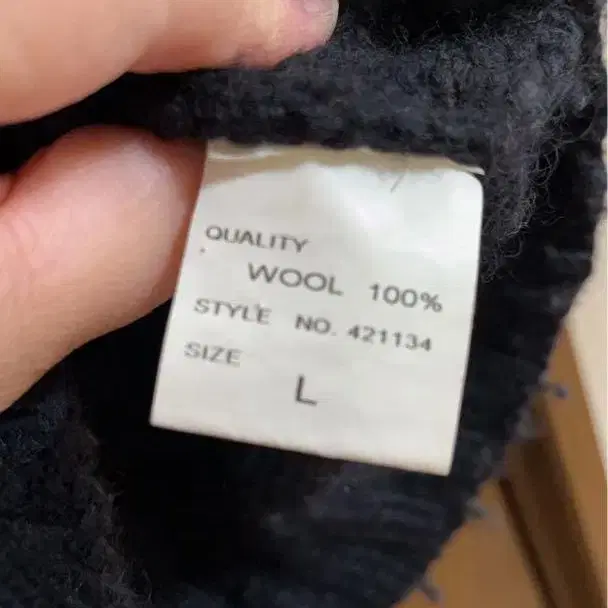 QUALITY
WOOL 100%
STYLE NO. 421134
SIZE
L